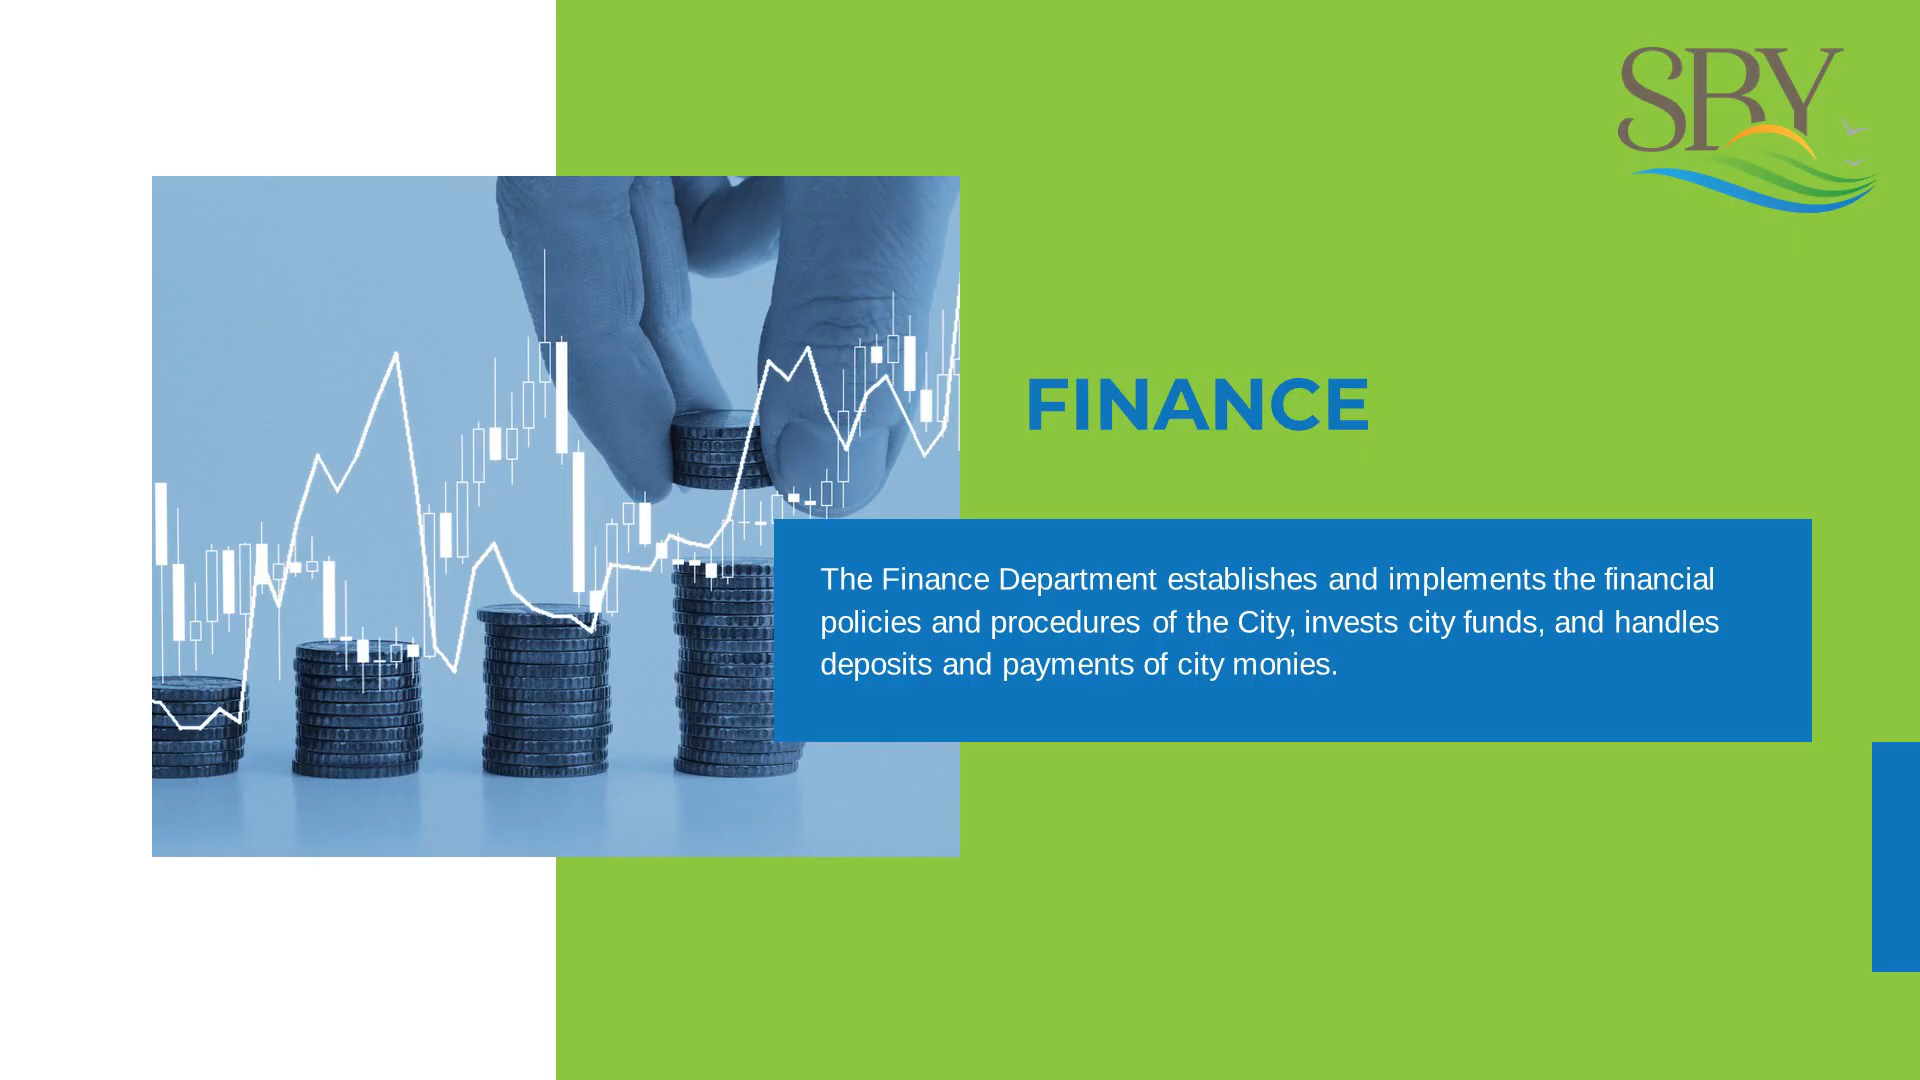 SBY
FINANCE
The Finance Department establishes and implements the financial
policies and procedures of the City, invests city funds, and handles
deposits and payments of city monies.